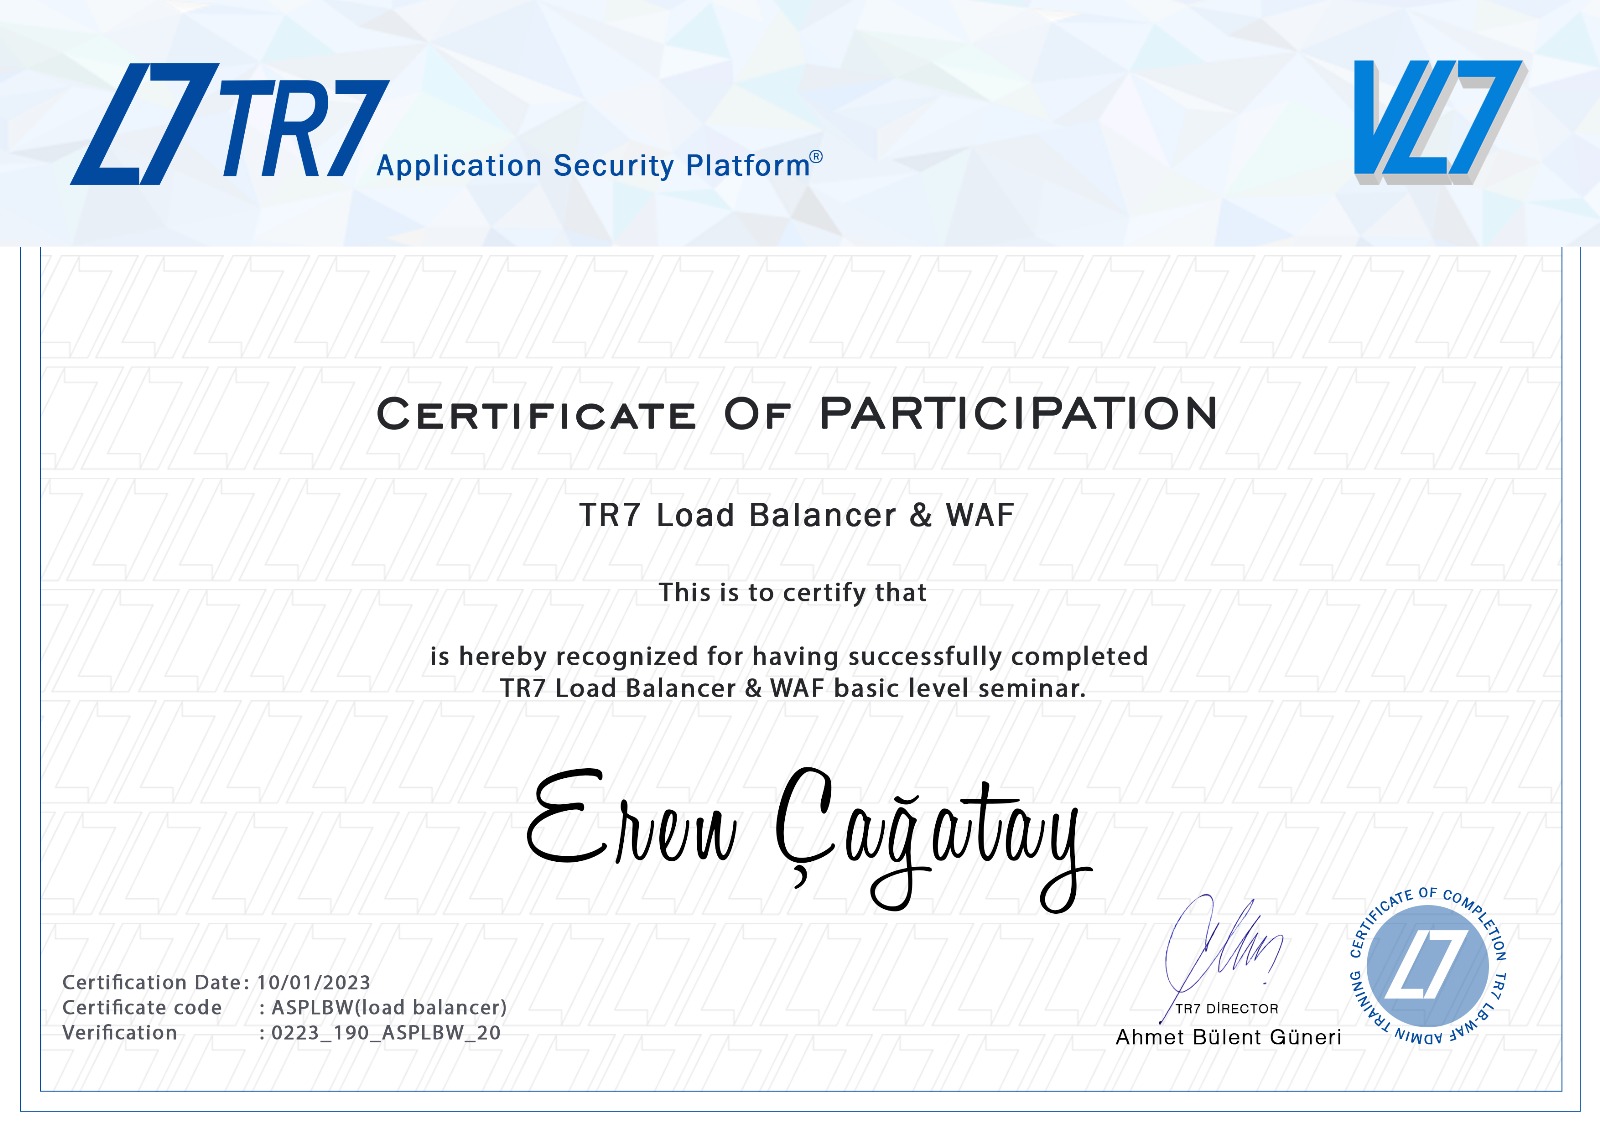 L7 TR7 Application Security Platform®
VL7
CERTIFICATE OF PARTICIPATION
TR7 Load Balancer & WAF
This is to certify that
is hereby recognized for having successfully completed
TR7 Load Balancer & WAF basic level seminar.
Eren Çağatay
Certification Date: 10/01/2023
Certificate code : ASPLBW(load balancer)
Verification : 0223_190_ASPLBW_20
TR7 DİRECTOR
Ahmet Bülent Güneri
CERTIFICATE OF COMPLETION TR7 LB-WAF ADMIN TRAINING
L7